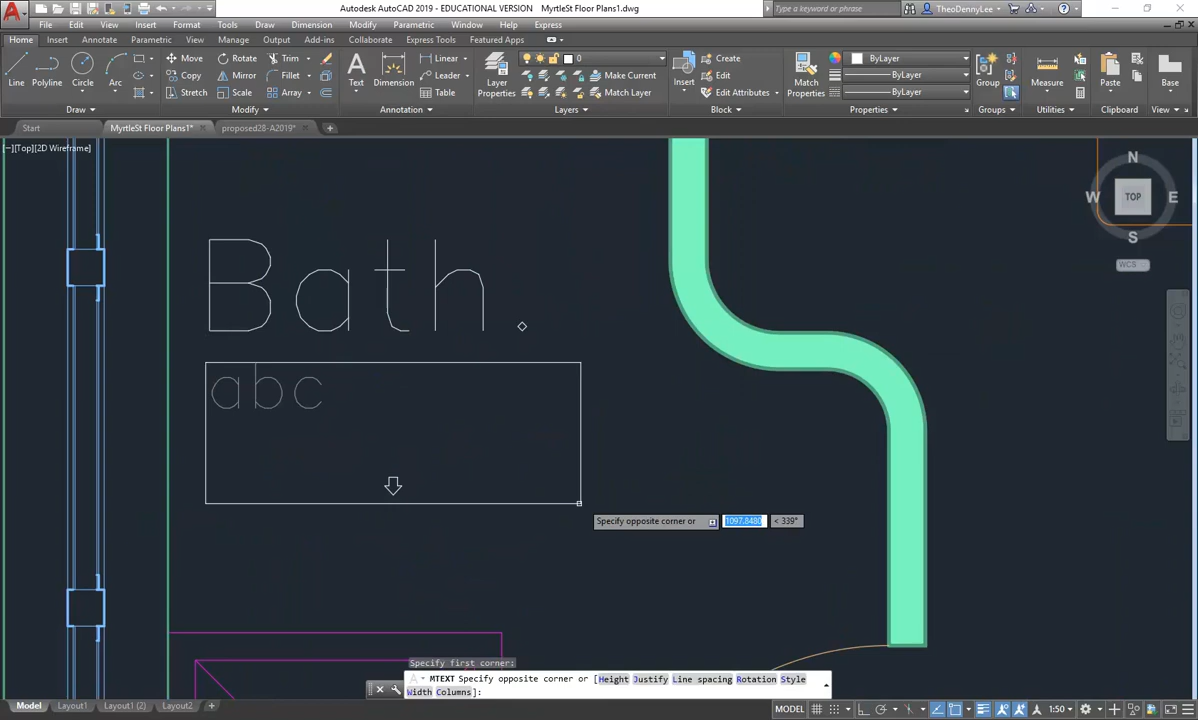 Autodesk AutoCAD 2019 - EDUCATIONAL VERSION MyrtleSt Floor Plans1.dwg
Type a keyword or phrase
TheoDennyLee
File Edit View Insert Format Tools Draw Dimension Modify Parametric Window Help Express
Home Insert Annotate Parametric View Manage Output Add-ins Collaborate Express Tools Featured Apps
Line Polyline Circle Arc
Move Rotate Trim
Copy Mirror Fillet
Stretch Scale Array
Text Dimension
Linear
Leader
Table
Layer Properties
0
Make Current
Match Layer
Insert
Create
Edit
Edit Attributes
Match Properties
ByLayer
ByLayer
ByLayer
Group
Measure
Paste
Base
Draw Modify Annotation Layers Block Properties Groups Utilities Clipboard View
Start MyrtleSt Floor Plans1* proposed28-A2019*
[−][Top][2D Wireframe]
N
W TOP E
S
WCS
Bath.
abc
Specify opposite corner or 1097.8480 < 339°
Specify first corner:
MTEXT Specify opposite corner or [Height Justify Line spacing Rotation Style
Width Columns]:
Model Layout1 Layout1 (2) Layout2
MODEL 1:50